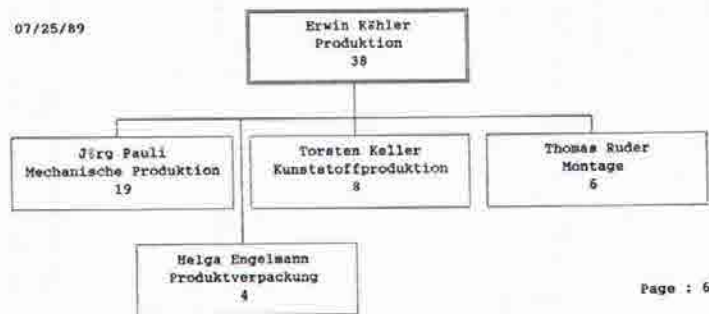 07/25/89
Erwin Köhler
Produktion
38
Jörg Pauli
Mechanische Produktion
19
Torsten Keller
Kunststoffproduktion
8
Thomas Ruder
Montage
6
Helga Engelmann
Produktverpackung
4
Page : 6